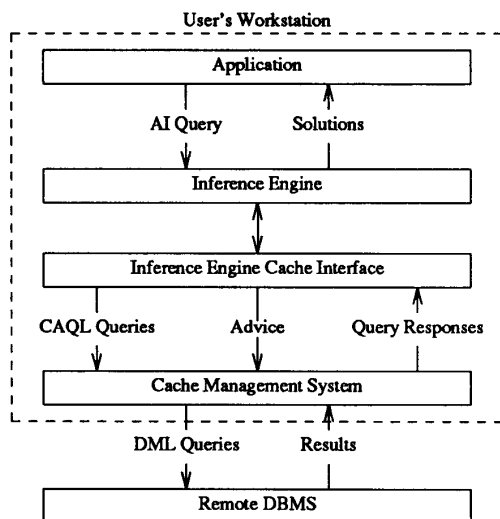 User's Workstation
Application
AI Query Solutions
Inference Engine
Inference Engine Cache Interface
CAQL Queries Advice Query Responses
Cache Management System
DML Queries Results
Remote DBMS